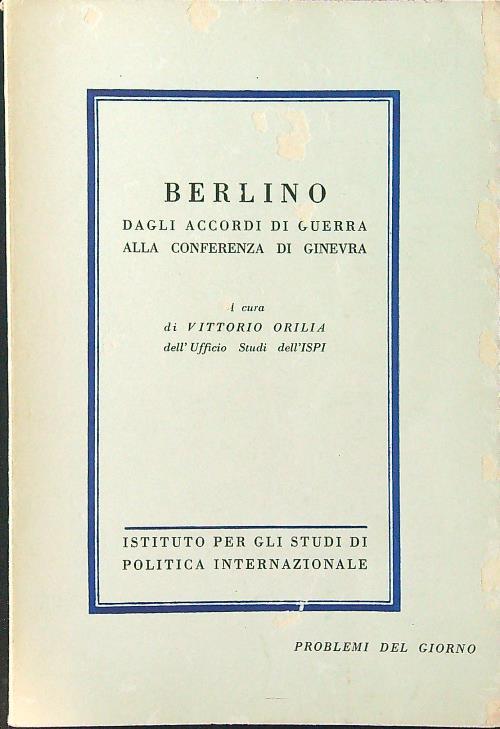 BERLINO
DAGLI ACCORDI DI GUERRA
ALLA CONFERENZA DI GINEVRA
A cura
di VITTORIO ORILIA
dell'Ufficio Studi dell'ISPI
ISTITUTO PER GLI STUDI DI
POLITICA INTERNAZIONALE
PROBLEMI DEL GIORNO